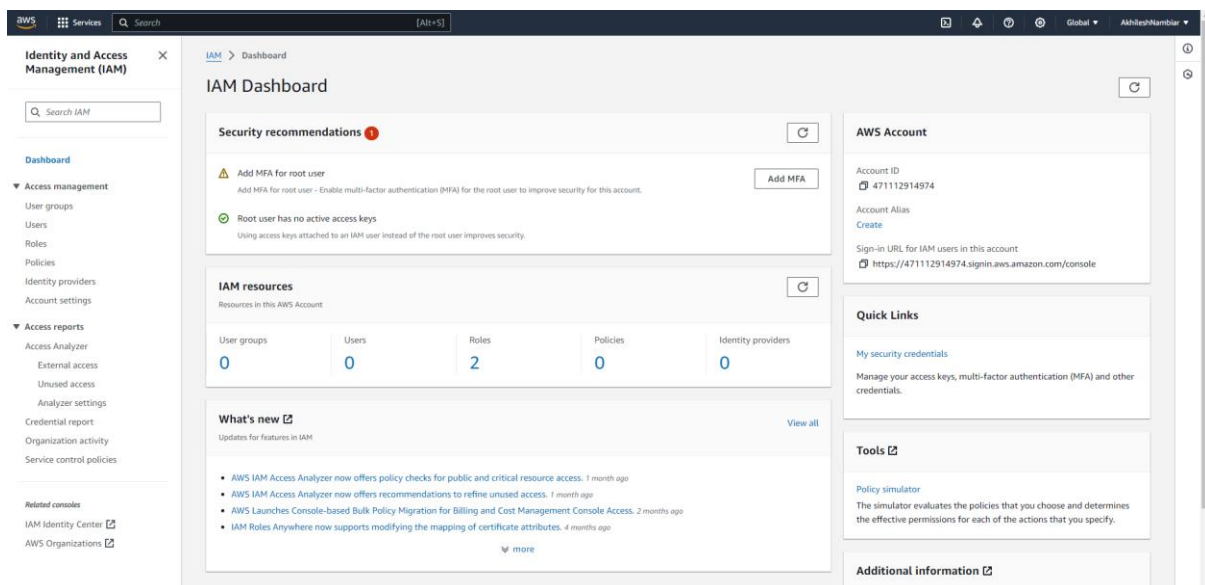 aws
Services
Search
[Alt+S]
Global
AkhileshNambiar
Identity and Access Management (IAM)
Search IAM
Dashboard
Access management
User groups
Users
Roles
Policies
Identity providers
Account settings
Access reports
Access Analyzer
External access
Unused access
Analyzer settings
Credential report
Organization activity
Service control policies
Related consoles
IAM Identity Center
AWS Organizations
IAM > Dashboard
IAM Dashboard
Security recommendations 1
Add MFA for root user
Add MFA for root user - Enable multi-factor authentication (MFA) for the root user to improve security for this account.
Add MFA
Root user has no active access keys
Using access keys attached to an IAM user instead of the root user improves security.
IAM resources
Resources in this AWS Account
User groups
0
Users
0
Roles
2
Policies
0
Identity providers
0
What's new
View all
Updates for features in IAM
AWS IAM Access Analyzer now offers policy checks for public and critical resource access. 1 month ago
AWS IAM Access Analyzer now offers recommendations to refine unused access. 1 month ago
AWS Launches Console-based Bulk Policy Migration for Billing and Cost Management Console Access. 2 months ago
IAM Roles Anywhere now supports modifying the mapping of certificate attributes. 4 months ago
more
AWS Account
Account ID
471112914974
Account Alias
Create
Sign-in URL for IAM users in this account
https://471112914974.signin.aws.amazon.com/console
Quick Links
My security credentials
Manage your access keys, multi-factor authentication (MFA) and other
credentials.
Tools
Policy simulator
The simulator evaluates the policies that you choose and determines
the effective permissions for each of the actions that you specify.
Additional information